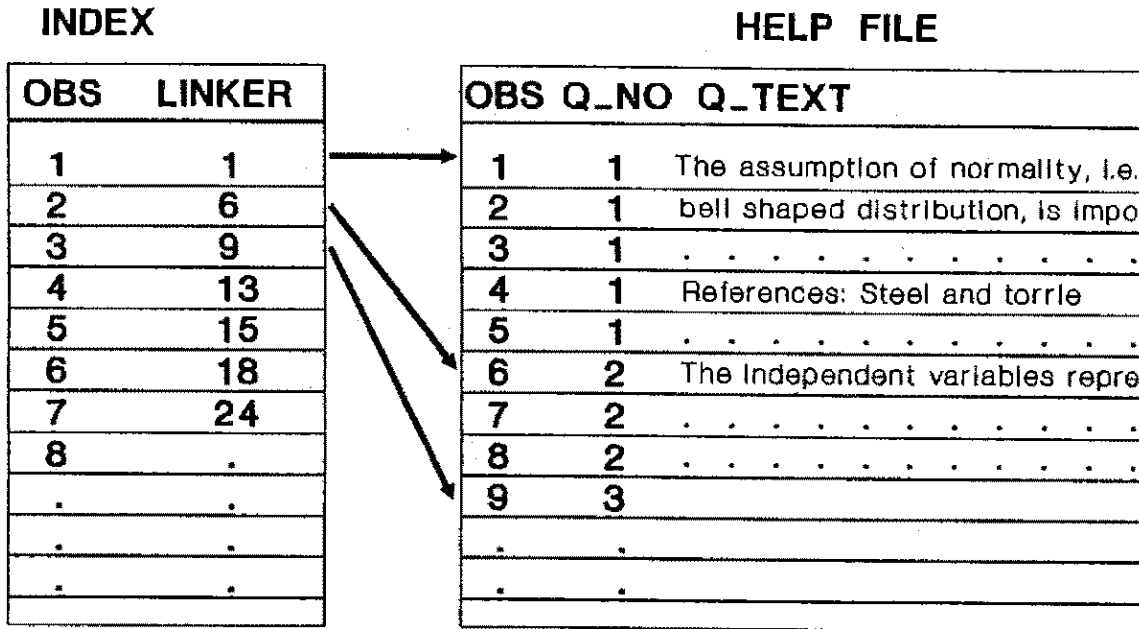 INDEX
OBS LINKER
1 1
2 6
3 9
4 13
5 15
6 18
7 24
8 .
. .
. .
. .
HELP FILE
OBS Q_NO Q_TEXT
1 1 The assumption of normality, i.e.
2 1 bell shaped distribution, is impo
3 1 . . . . . . . . . . . .
4 1 References: Steel and torrie
5 1 . . . . . . . . . . . .
6 2 The Independent variables repre
7 2 . . . . . . . . . . . .
8 2 . . . . . . . . . . . .
9 3
. .
. .